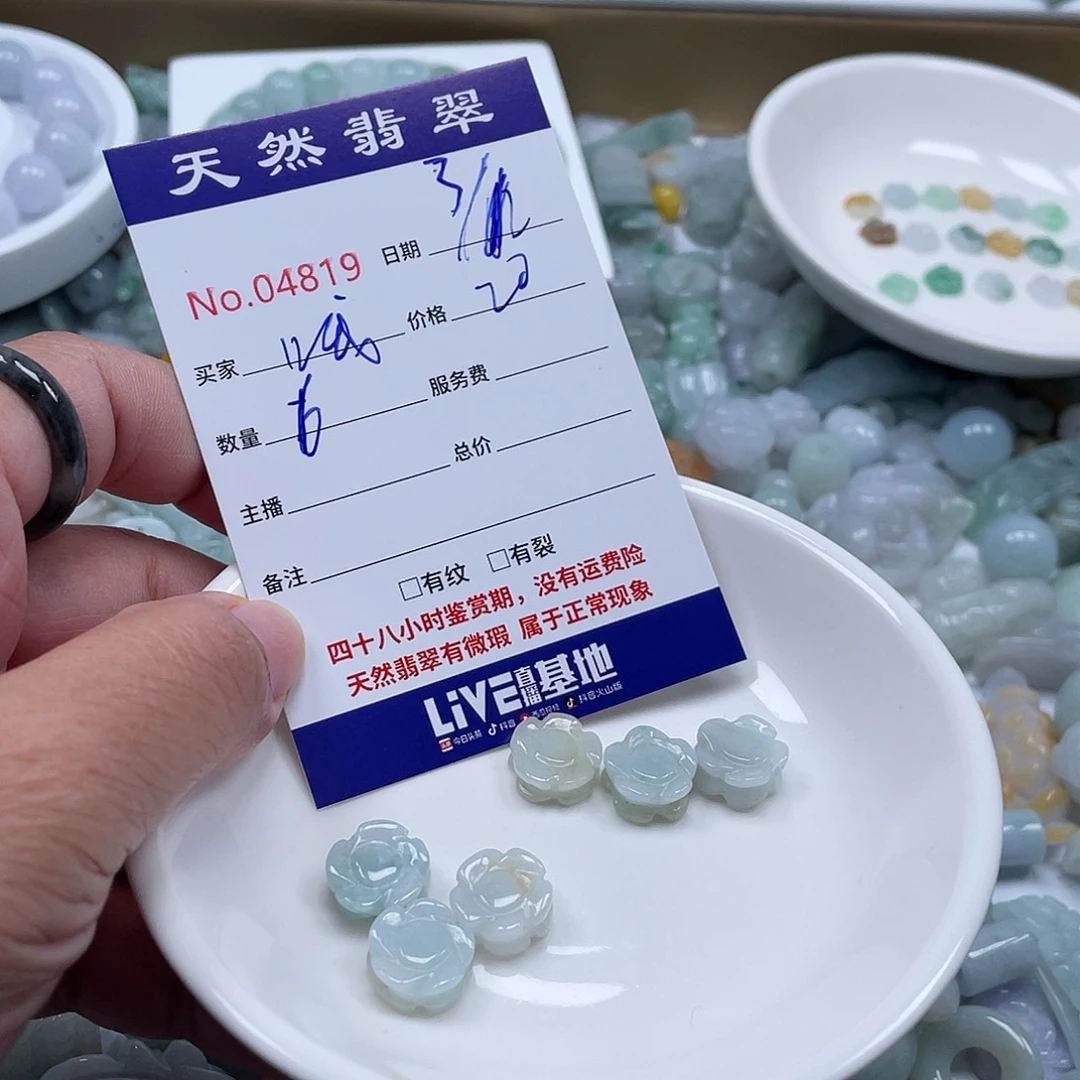 天然翡翠
日期
No.04819
买家 价格 20
数量 6 服务费
主播 总价
备注
□有纹 □有裂
四十八小时鉴赏期，没有运费险
天然翡翠有微瑕 属于正常现象
LiVE直播基地
今日头条 抖音 西瓜视频 抖音火山版